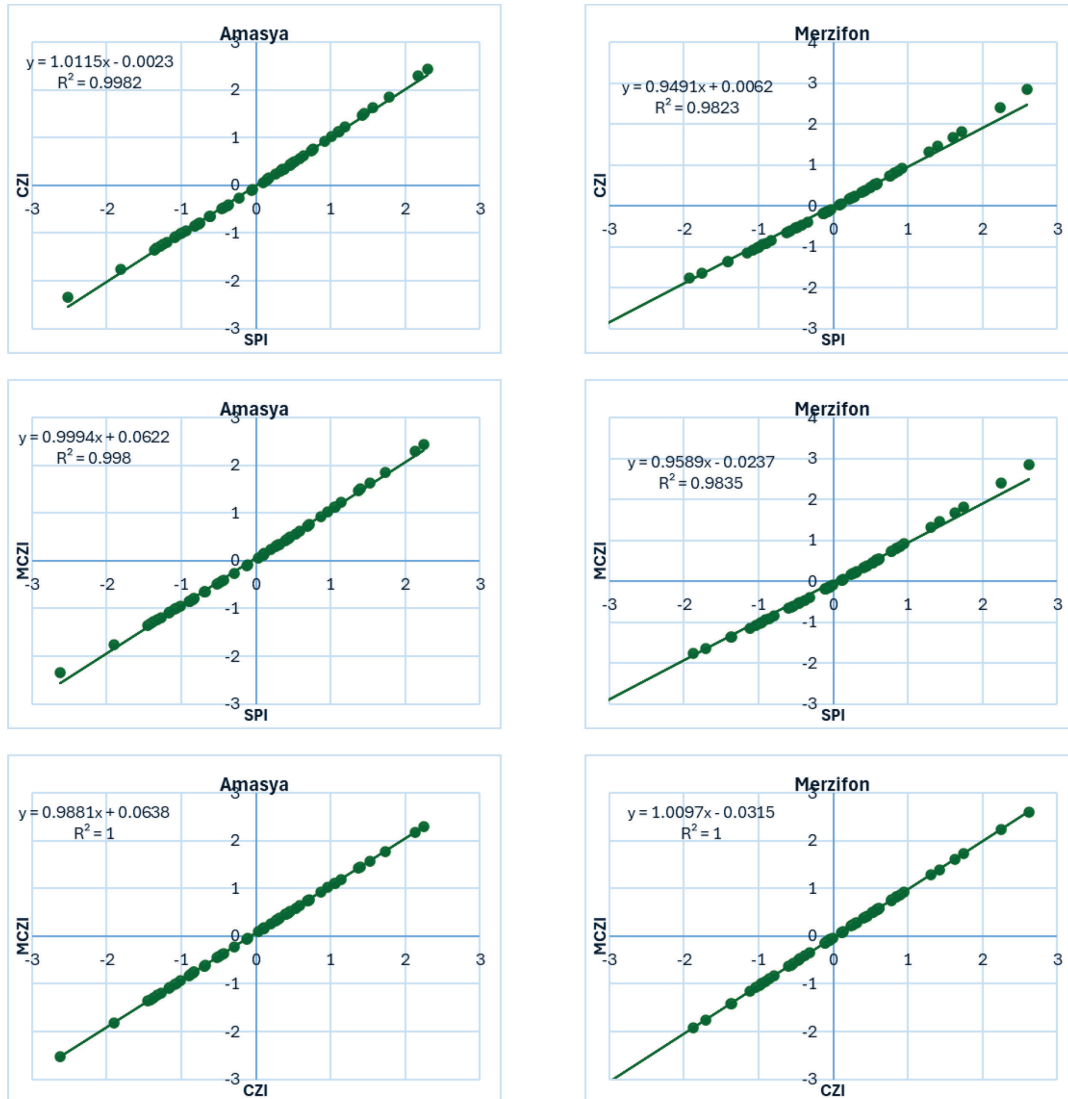 Amasya
y = 1.0115x - 0.0023
R² = 0.9982
3
2
1
0
-1
-2
-3
-3 -2 -1 0 1 2 3
CZI
SPI
Merzifon
y = 0.9491x + 0.0062
R² = 0.9823
4
3
2
1
0
-1
-2
-3
-3 -2 -1 0 1 2 3
CZI
SPI
Amasya
y = 0.9994x + 0.0622
R² = 0.998
3
2
1
0
-1
-2
-3
-3 -2 -1 0 1 2 3
MCZI
SPI
Merzifon
y = 0.9589x - 0.0237
R² = 0.9835
4
3
2
1
0
-1
-2
-3
-3 -2 -1 0 1 2 3
MCZI
SPI
Amasya
y = 0.9881x + 0.0638
R² = 1
3
2
1
0
-1
-2
-3
-3 -2 -1 0 1 2 3
MCZI
CZI
Merzifon
y = 1.0097x - 0.0315
R² = 1
3
2
1
0
-1
-2
-3
-3 -2 -1 0 1 2 3
MCZI
CZI